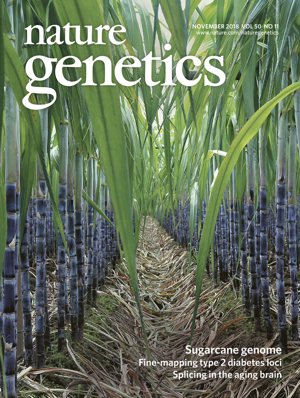 NOVEMBER 2018 VOL 50 NO 11
www.nature.com/naturegenetics
nature
genetics
Sugarcane genome
Fine-mapping type 2 diabetes loci
Splicing in the aging brain